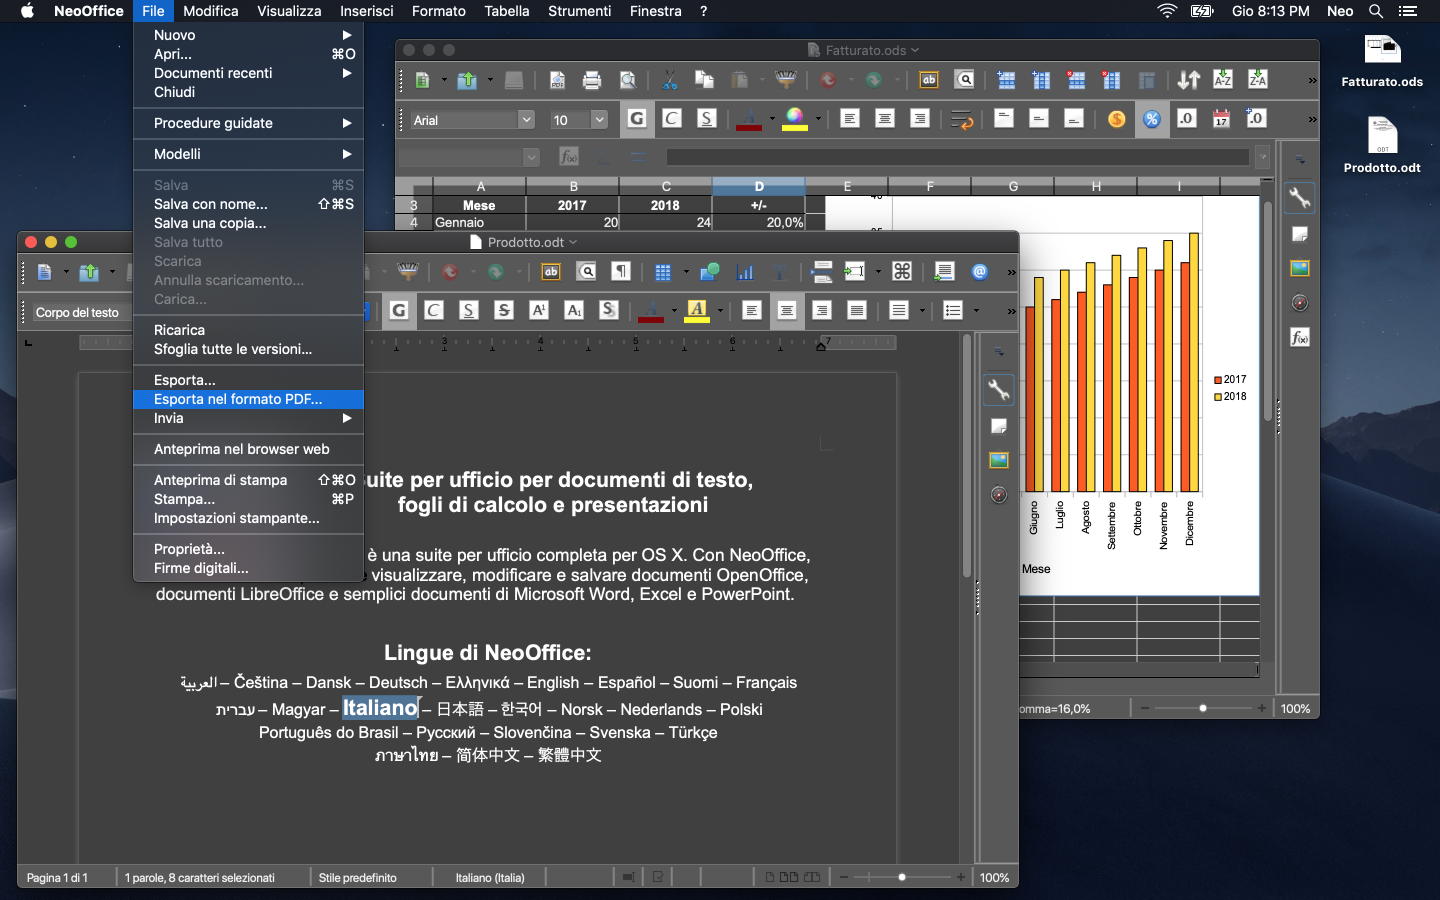 NeoOffice File Modifica Visualizza Inserisci Formato Tabella Strumenti Finestra ?
Gio 8:13 PM Neo
Nuovo
Apri... ⌘O
Documenti recenti
Chiudi
Procedure guidate
Modelli
Salva ⌘S
Salva con nome... ⇧⌘S
Salva una copia...
Salva tutto
Scarica
Annulla scaricamento...
Carica...
Ricarica
Sfoglia tutte le versioni...
Esporta...
Esporta nel formato PDF...
Invia
Anteprima nel browser web
Anteprima di stampa ⇧⌘O
Stampa... ⌘P
Impostazioni stampante...
Proprietà...
Firme digitali...
Fatturato.ods
Arial 10
A B C D E F G H I
3 Mese 2017 2018 +/-
4 Gennaio 20 24 20,0%
Giugno Luglio Agosto Settembre Ottobre Novembre Dicembre
Mese
2017
2018
omma=16,0% 100%
Fatturato.ods
Prodotto.odt
Prodotto.odt
Corpo del testo
3 4 5 6 7
uite per ufficio per documenti di testo,
fogli di calcolo e presentazioni
è una suite per ufficio completa per OS X. Con NeoOffice,
visualizzare, modificare e salvare documenti OpenOffice,
documenti LibreOffice e semplici documenti di Microsoft Word, Excel e PowerPoint.
Lingue di NeoOffice:
العربية – Čeština – Dansk – Deutsch – Ελληνικά – English – Español – Suomi – Français
עברית – Magyar – Italiano – 日本語 – 한국어 – Norsk – Nederlands – Polski
Português do Brasil – Русский – Slovenčina – Svenska – Türkçe
ภาษาไทย – 简体中文 – 繁體中文
Pagina 1 di 1 1 parole, 8 caratteri selezionati Stile predefinito Italiano (Italia) 100%